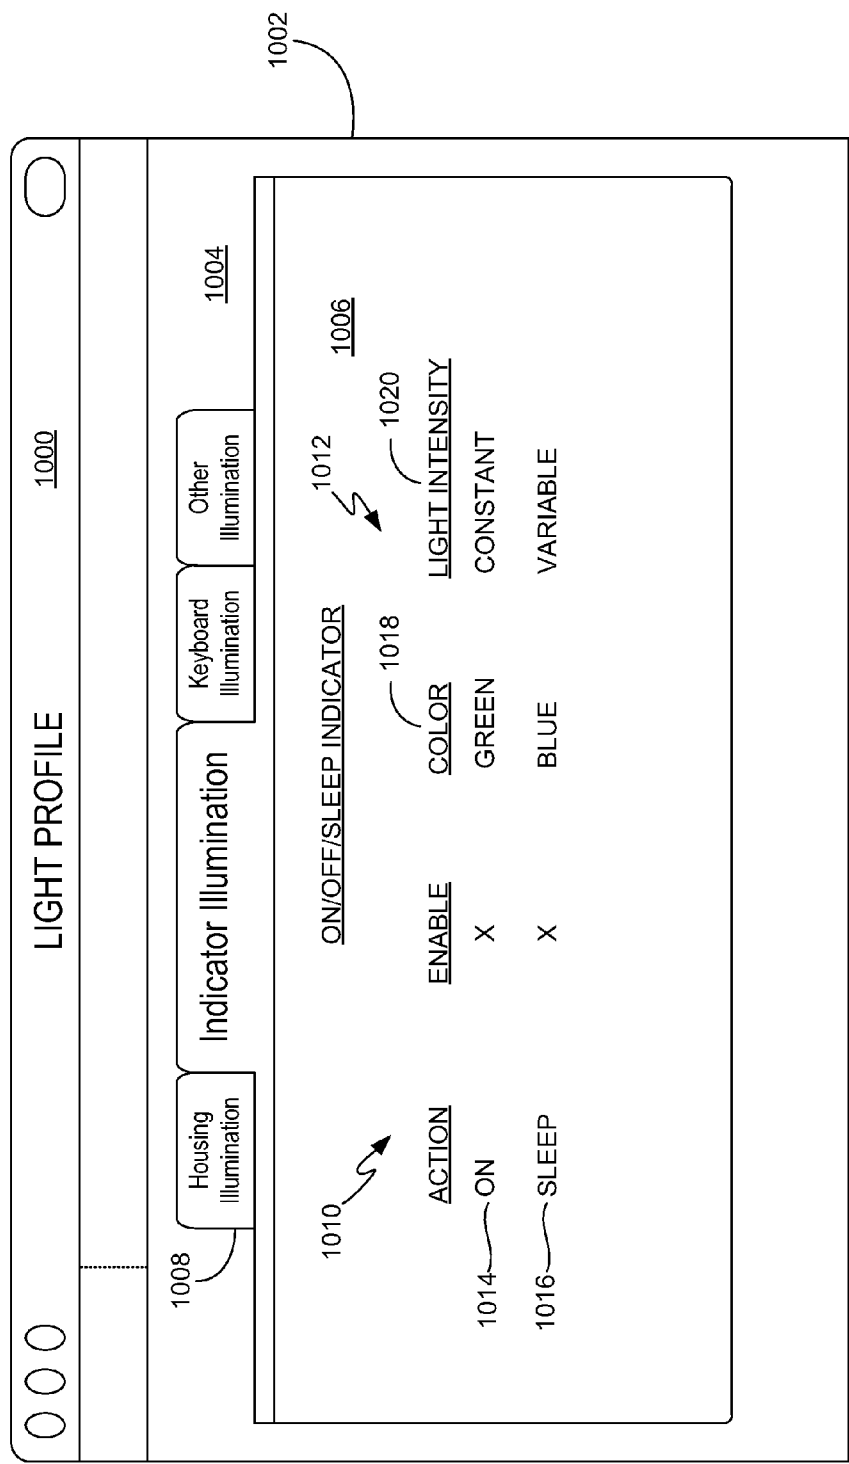 1002
LIGHT PROFILE
1000
1004
1008
Housing
Illumination
Indicator Illumination
Keyboard
Illumination
Other
Illumination
1006
ON/OFF/SLEEP INDICATOR
1010
1012
1018
1020
ACTION ENABLE COLOR LIGHT INTENSITY
1014 ON X GREEN CONSTANT
1016 SLEEP X BLUE VARIABLE